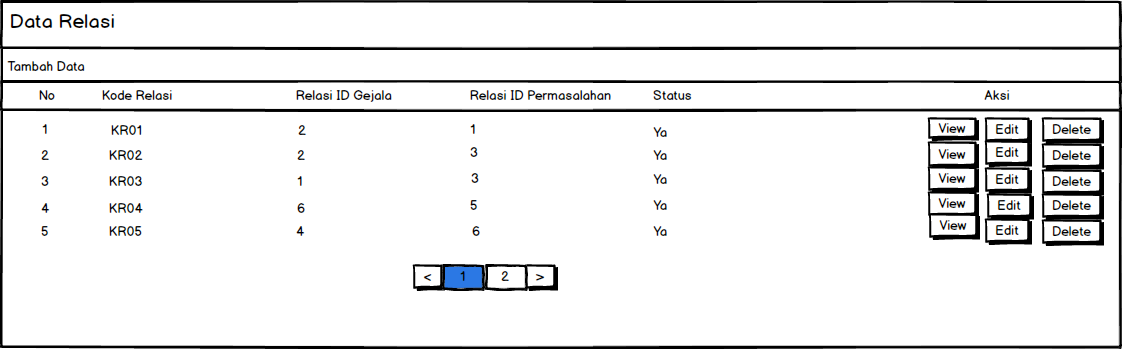 Data Relasi
Tambah Data
No Kode Relasi Relasi ID Gejala Relasi ID Permasalahan Status Aksi
1 KR01 2 1 Ya View Edit Delete
2 KR02 2 3 Ya View Edit Delete
3 KR03 1 3 Ya View Edit Delete
4 KR04 6 5 Ya View Edit Delete
5 KR05 4 6 Ya View Edit Delete
< 1 2 >